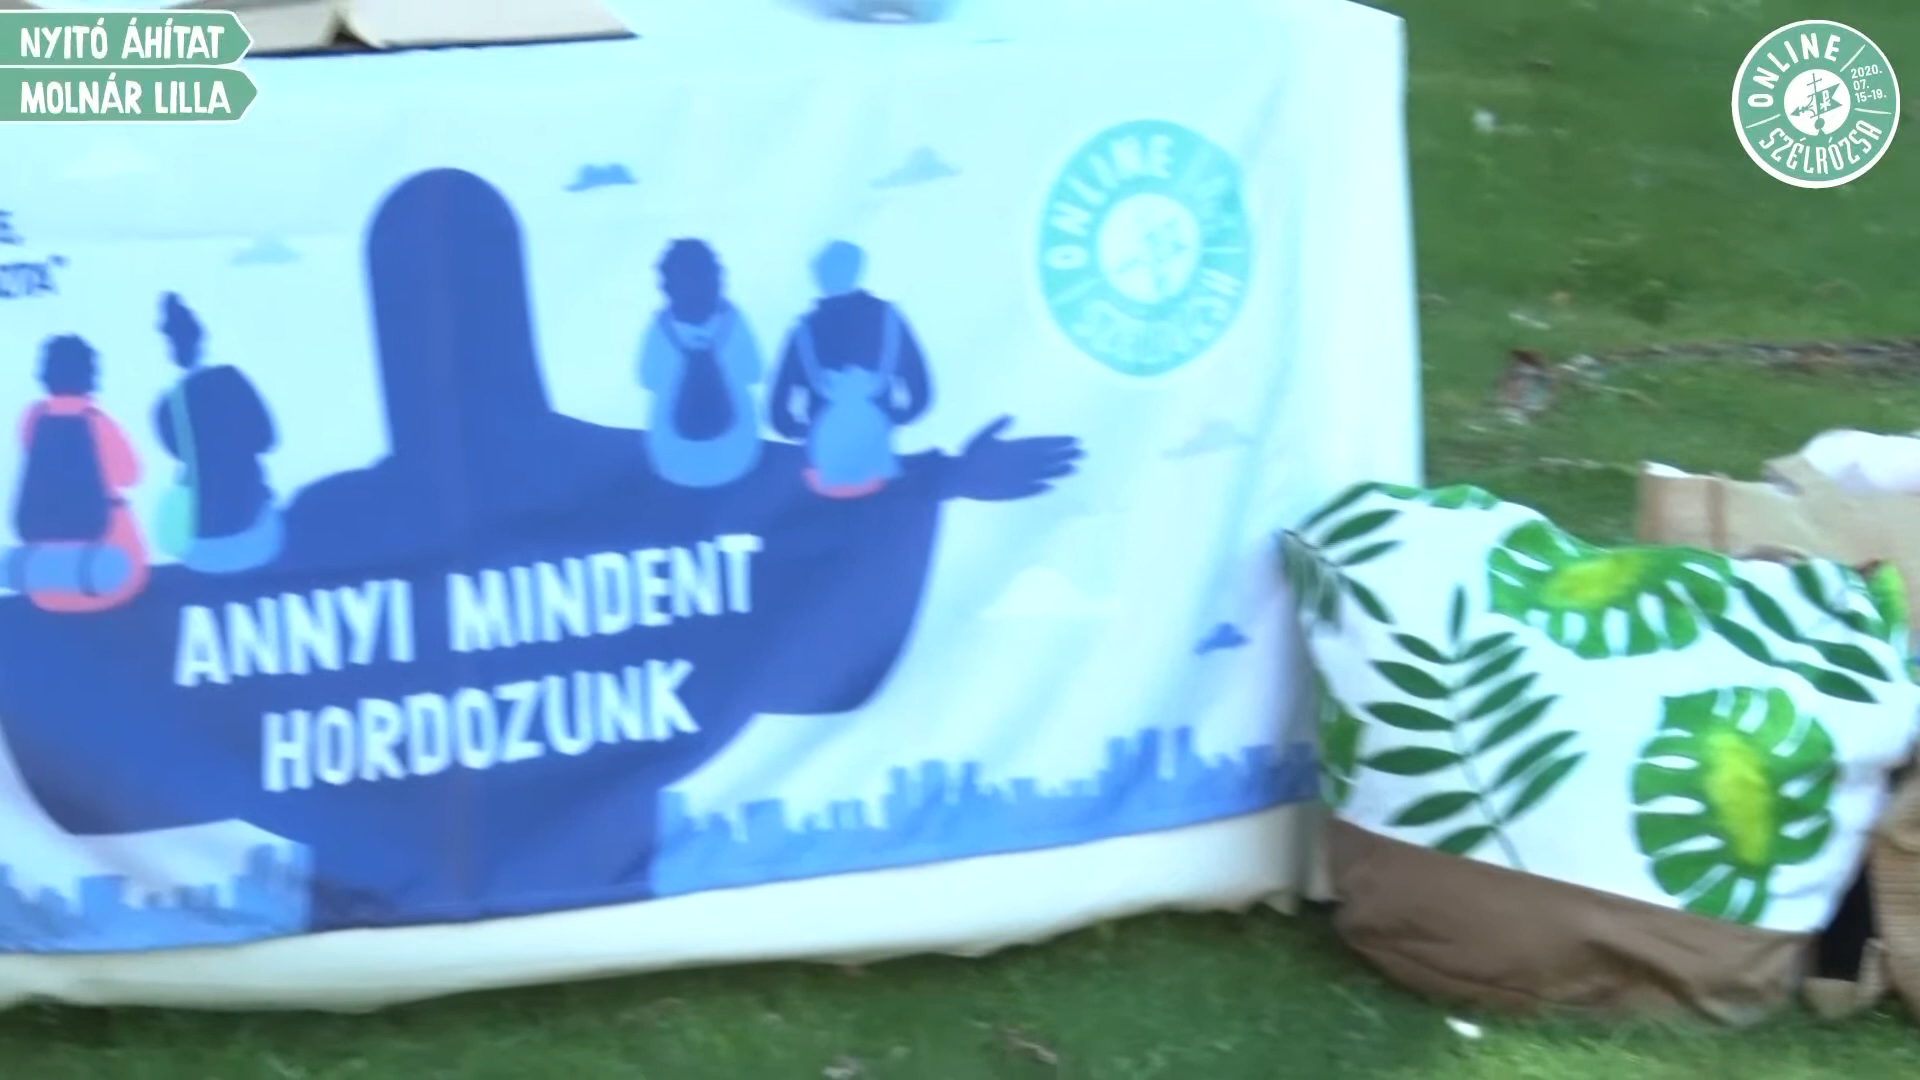 NYITÓ ÁHÍTAT
MOLNÁR LILLA
ONLINE
2020.
07.
15-19.
SZÉLRÓZSA
ONLINE
ANNYI MINDENT
HORDOZUNK